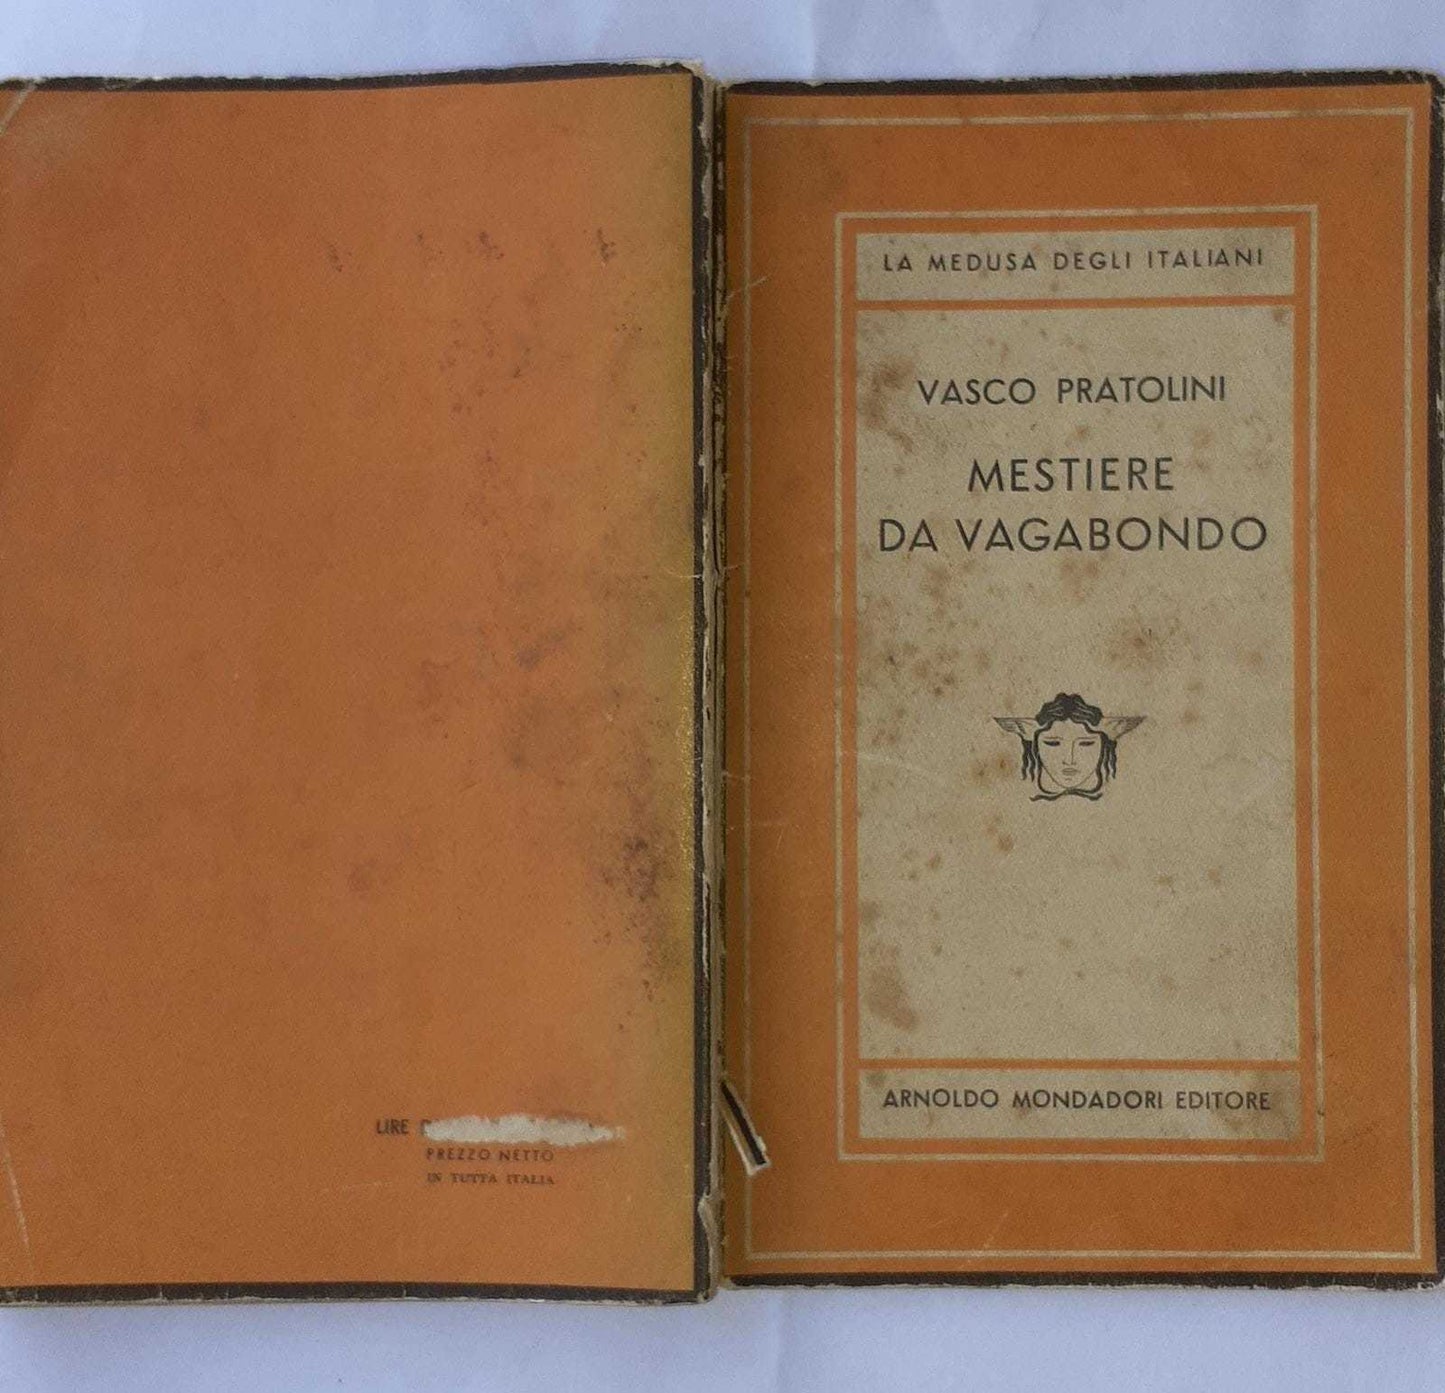 LIRE
PREZZO NETTO
IN TUTTA ITALIA
LA MEDUSA DEGLI ITALIANI
VASCO PRATOLINI
MESTIERE
DA VAGABONDO
ARNOLDO MONDADORI EDITORE